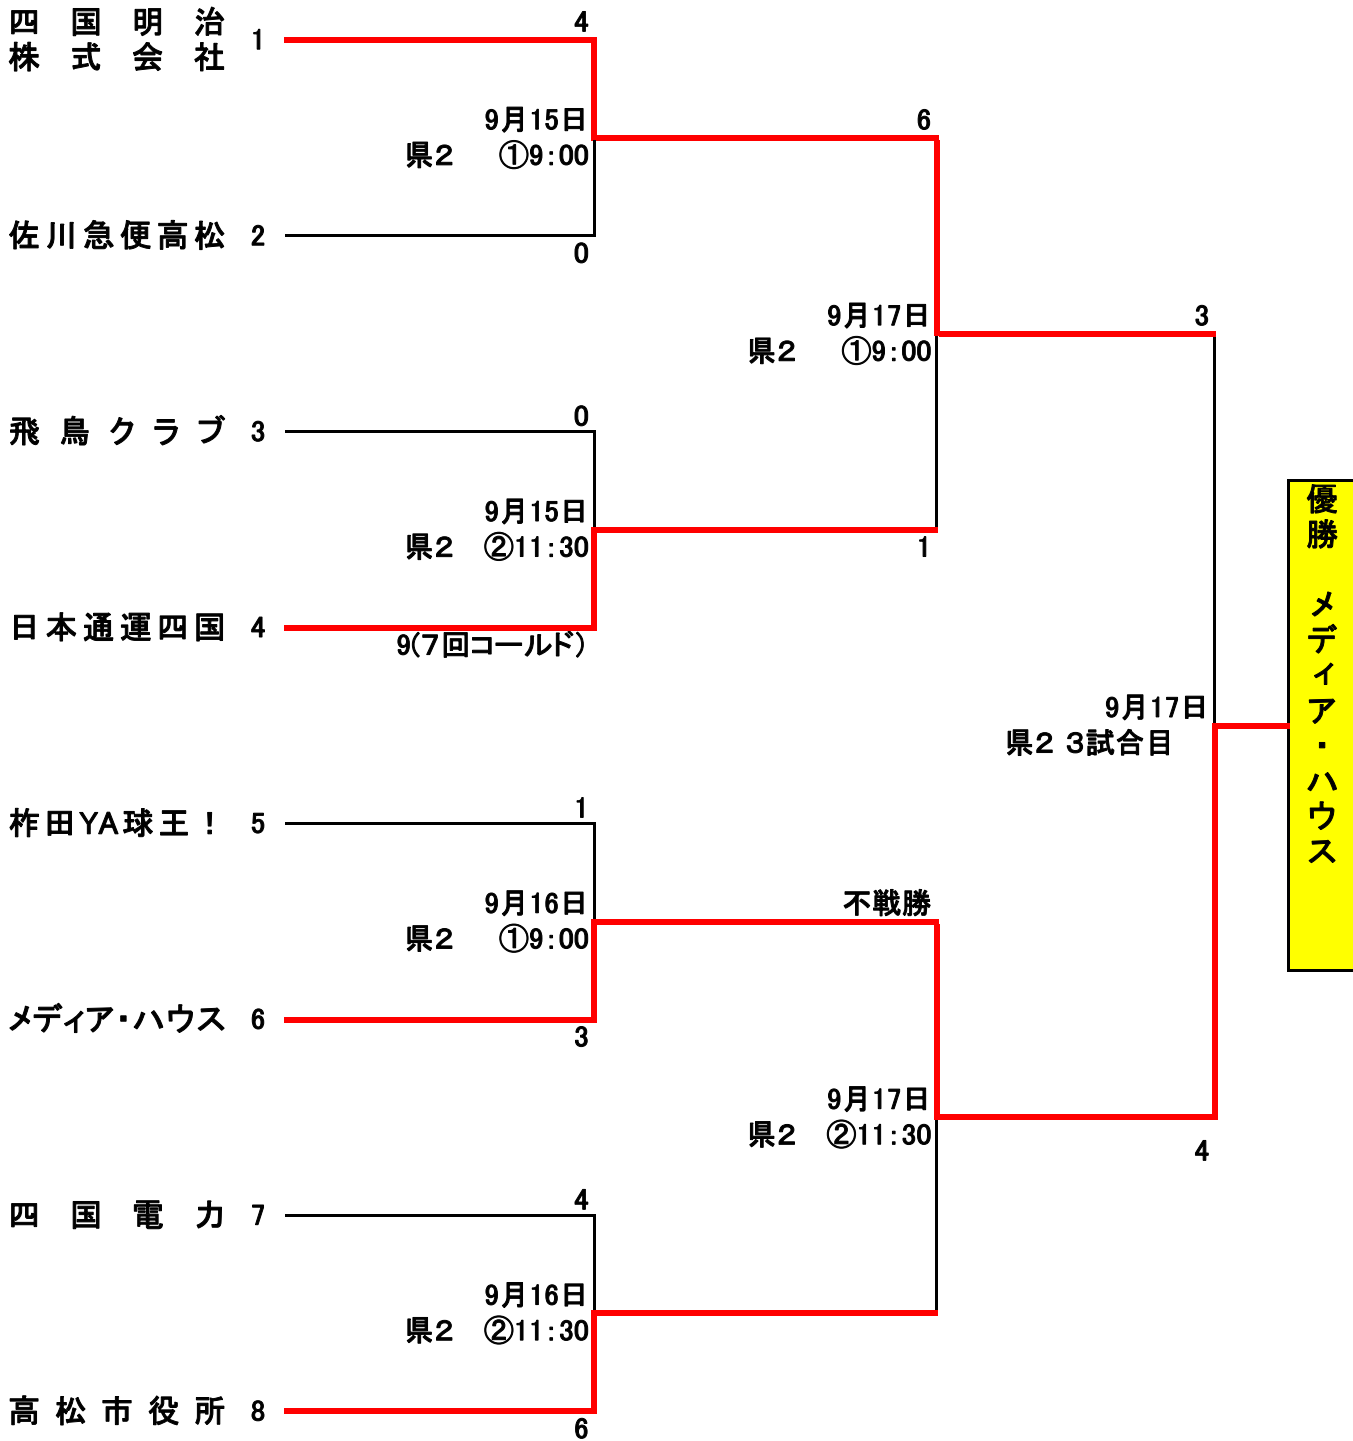 四国明治
株式会社 1
4
9月15日
県2 ①9:00
佐川急便高松 2
0
6
9月17日
県2 ①9:00
3
飛鳥クラブ 3
0
9月15日
県2 ②11:30
1
日本通運四国 4
9(7回コールド)
9月17日
県2 3試合目
優勝 メディア・ハウス
柞田YA球王! 5
1
9月16日
県2 ①9:00
不戦勝
メディア・ハウス 6
3
9月17日
県2 ②11:30
4
四国電力 7
4
9月16日
県2 ②11:30
高松市役所 8
6